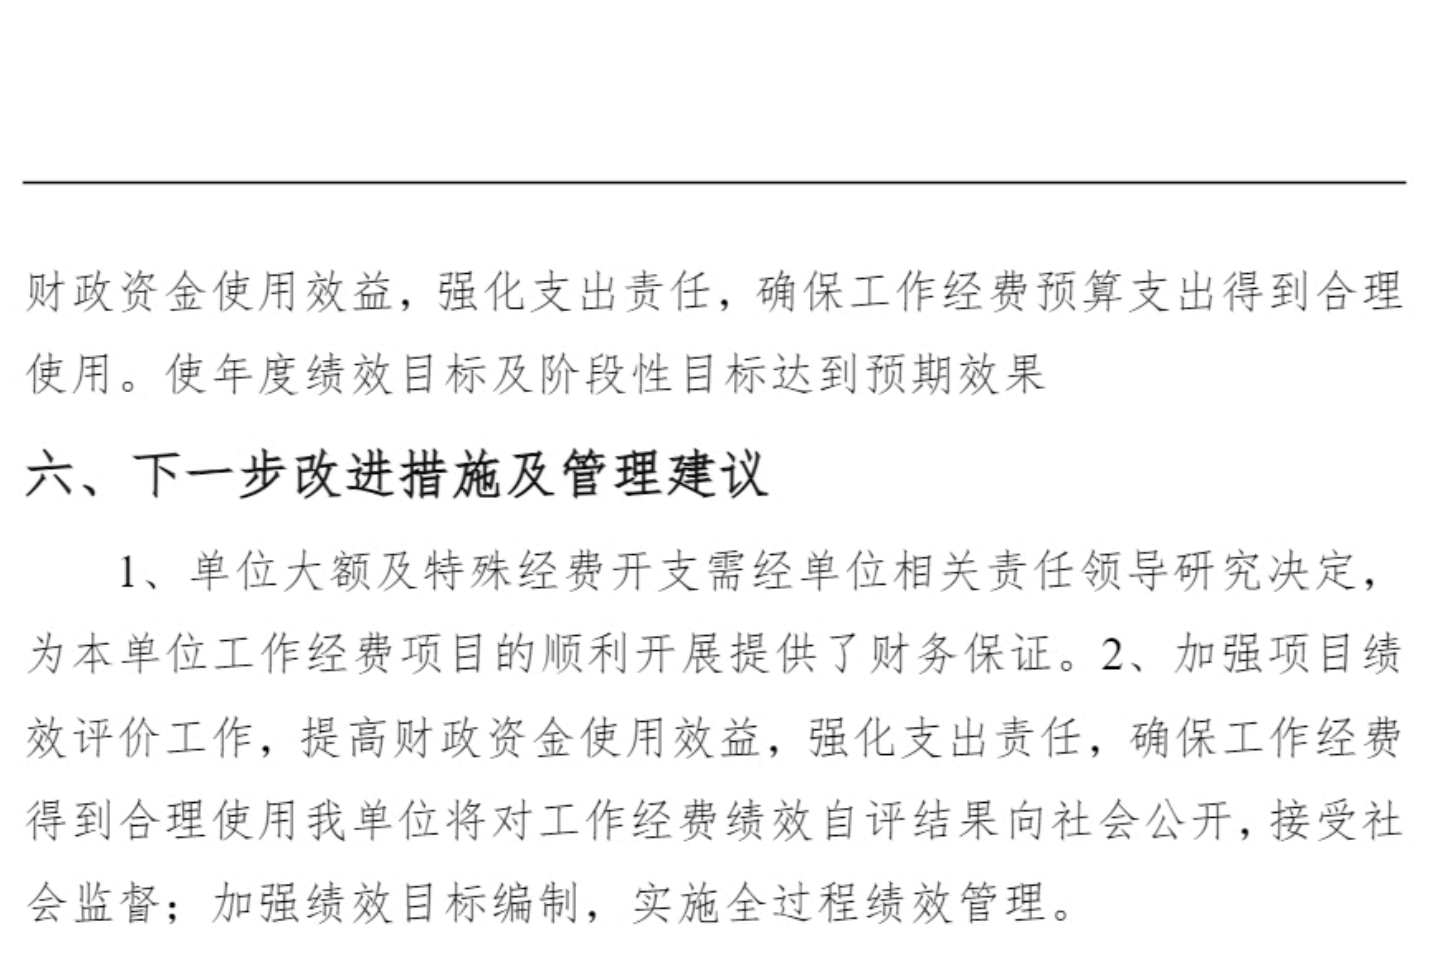 财政资金使用效益，强化支出责任，确保工作经费预算支出得到合理
使用。使年度绩效目标及阶段性目标达到预期效果
六、下一步改进措施及管理建议
1、单位大额及特殊经费开支需经单位相关责任领导研究决定，
为本单位工作经费项目的顺利开展提供了财务保证。2、加强项目绩
效评价工作，提高财政资金使用效益，强化支出责任，确保工作经费
得到合理使用我单位将对工作经费绩效自评结果向社会公开，接受社
会监督；加强绩效目标编制，实施全过程绩效管理。